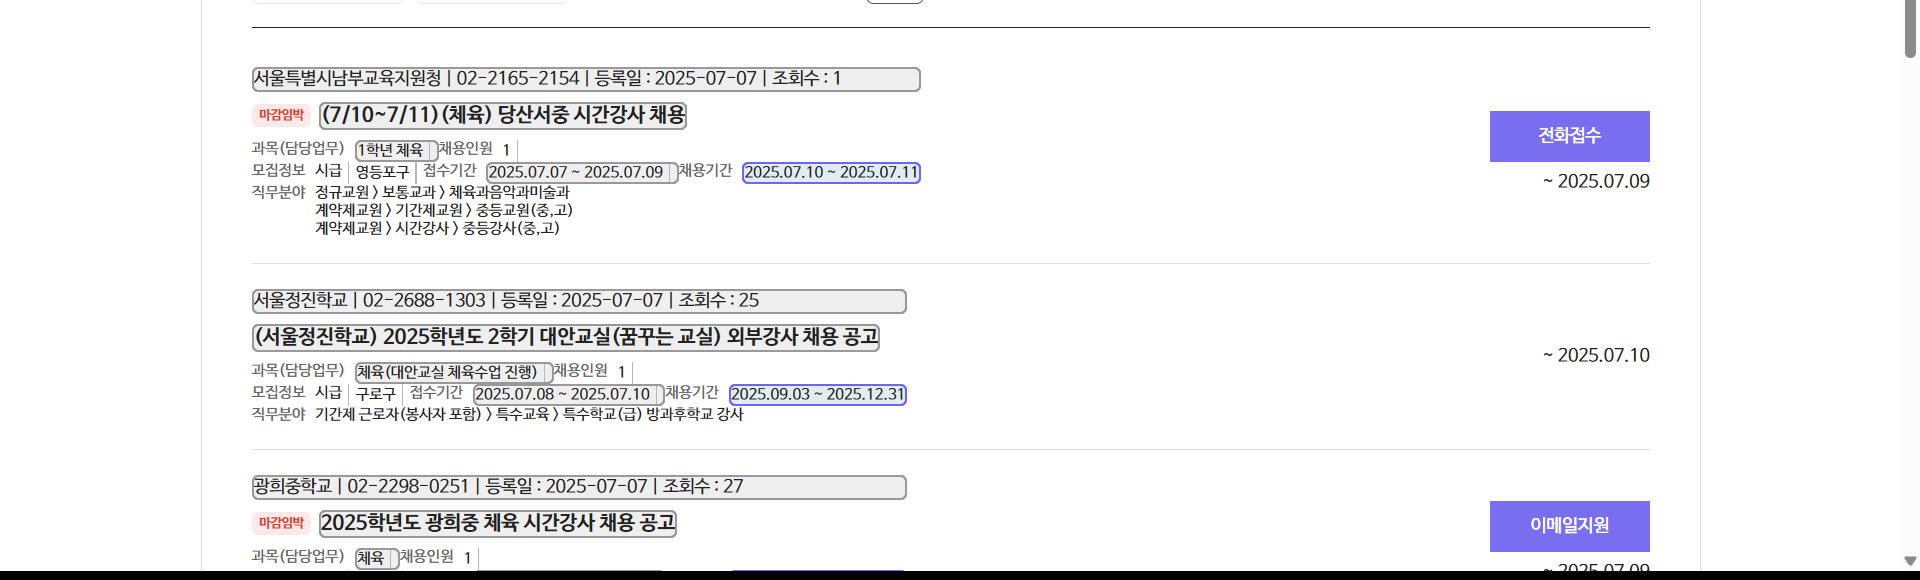 서울특별시남부교육지원청 | 02-2165-2154 | 등록일 : 2025-07-07 | 조회수 : 1
마감임박 (7/10~7/11) (체육) 당산서중 시간강사 채용
전화접수
과목(담당업무) 1학년 체육 채용인원 1
모집정보 시급 영등포구 접수기간 2025.07.07 ~ 2025.07.09 채용기간 2025.07.10 ~ 2025.07.11
~ 2025.07.09
직무분야 정규교원 > 보통교과 > 체육과음악과미술과
계약제교원 > 기간제교원 > 중등교원(중,고)
계약제교원 > 시간강사 > 중등강사(중,고)
서울정진학교 | 02-2688-1303 | 등록일 : 2025-07-07 | 조회수 : 25
(서울정진학교) 2025학년도 2학기 대안교실(꿈꾸는 교실) 외부강사 채용 공고
~ 2025.07.10
과목(담당업무) 체육(대안교실 체육수업 진행) 채용인원 1
모집정보 시급 구로구 접수기간 2025.07.08 ~ 2025.07.10 채용기간 2025.09.03 ~ 2025.12.31
직무분야 기간제 근로자(봉사자 포함) > 특수교육 > 특수학교(급) 방과후학교 강사
광희중학교 | 02-2298-0251 | 등록일 : 2025-07-07 | 조회수 : 27
마감임박 2025학년도 광희중 체육 시간강사 채용 공고
이메일지원
과목(담당업무) 체육 채용인원 1
~ 2025.07.09